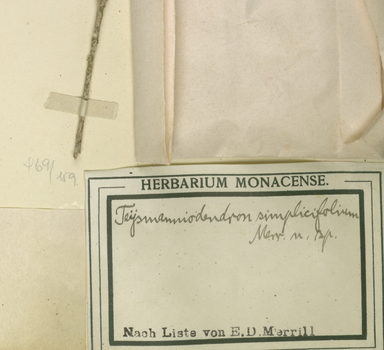 HERBARIUM MONACENSE.
Teijsmanniodendron simplicifolium
Merr. n. sp.
Nach Liste von E.D.Merrill